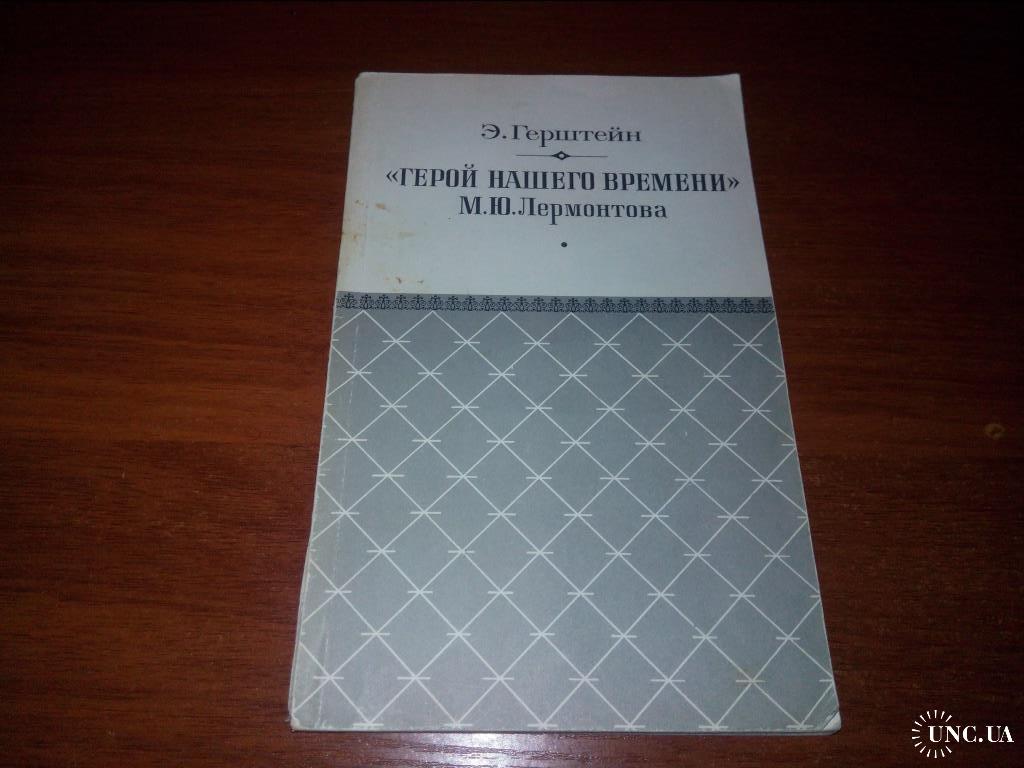 Э. Герштейн
«ГЕРОЙ НАШЕГО ВРЕМЕНИ»
М.Ю. Лермонтова
UNC.UA